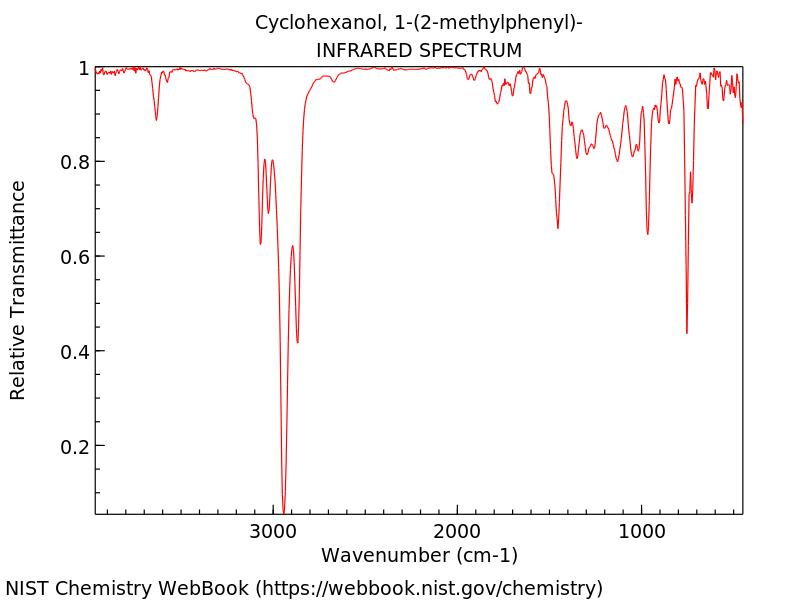 Cyclohexanol, 1-(2-methylphenyl)-
INFRARED SPECTRUM
1
0.8
0.6
0.4
0.2
Relative Transmittance
3000 2000 1000
Wavenumber (cm-1)
NIST Chemistry WebBook (https://webbook.nist.gov/chemistry)